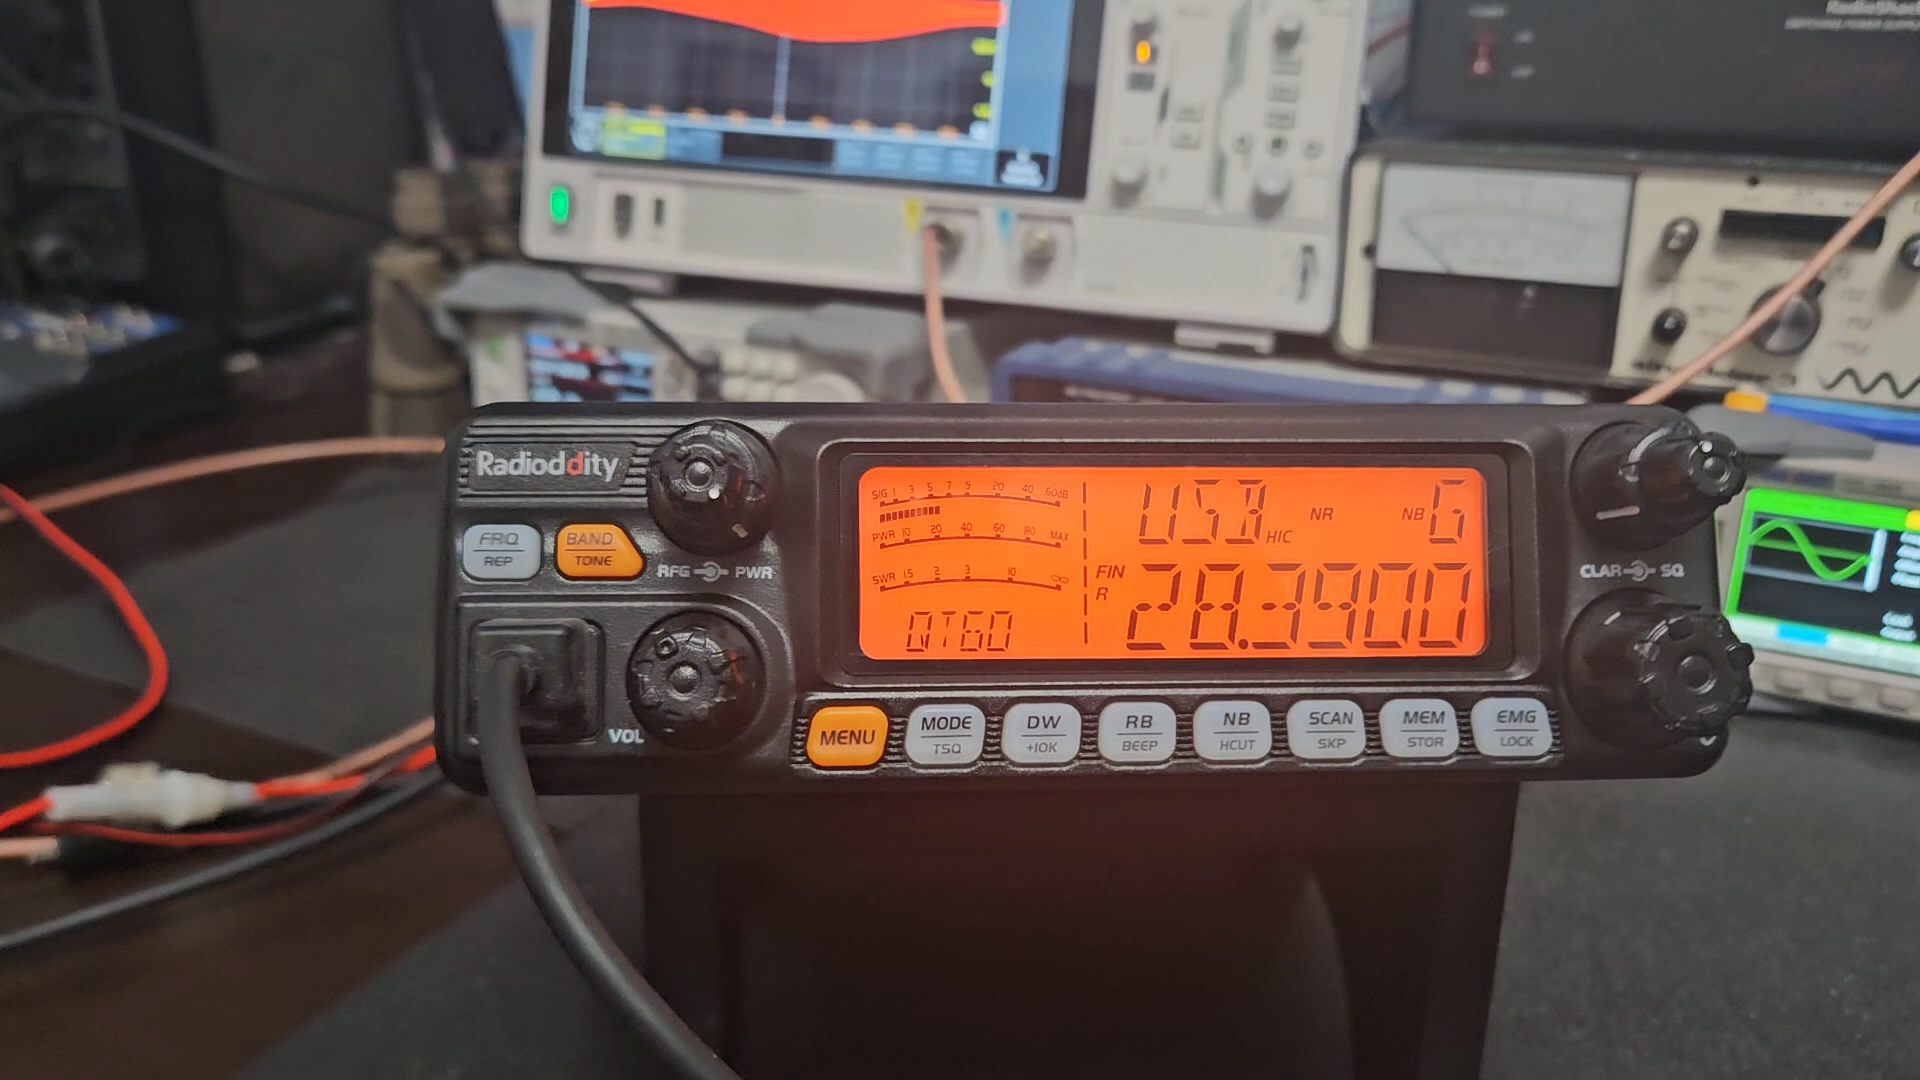 RadioShack
Radioddity
FRQ
REP
BAND
TONE
RFG PWR
VOL
SIG 1 3 5 7 9 20 40 60dB
PWR 10 20 40 60 80 MAX
SWR 1.5 2 3 10 ∞
QT60
USB HIC NR NB G
FIN
R
28.3900
CLAR SQ
MENU
MODE
TSQ
DW
+10K
RB
BEEP
NB
HCUT
SCAN
SKP
MEM
STOR
EMG
LOCK